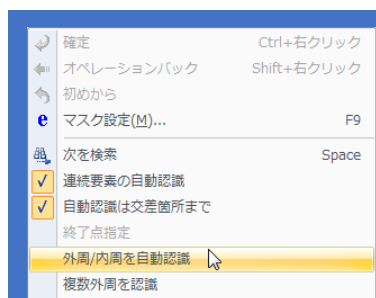 確定 Ctrl+右クリック
オペレーションバック Shift+右クリック
初めから
マスク設定(M)... F9
次を検索 Space
連続要素の自動認識
自動認識は交差箇所まで
終了点指定
外周/内周を自動認識
複数外周を認識